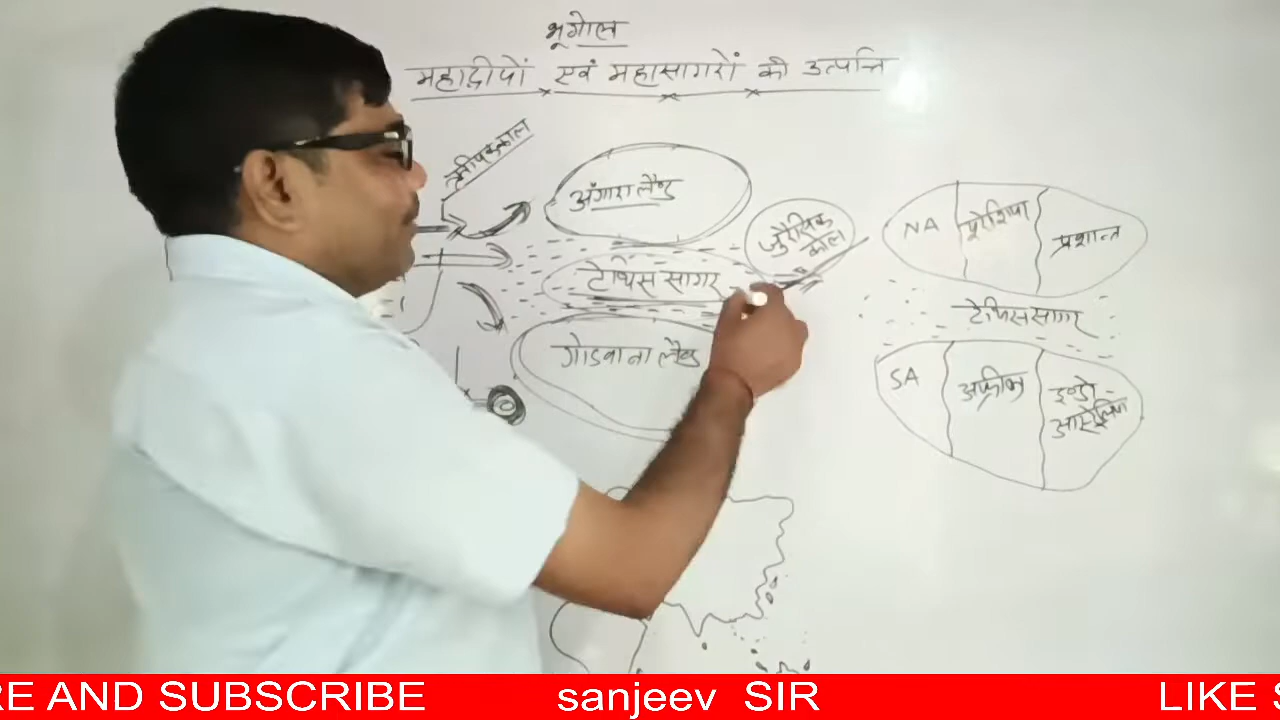 भूगोल
महाद्वीपों एवं महासागरों की उत्पत्ति
अंगारा लैण्ड
जुरैसिक
काल
टेथिस सागर
गोंडवाना लैण्ड
NA
यूरेशिया
प्रशान्त
टेथिस सागर
SA
अफ्रीका
इण्डो -
आस्ट्रेलिया
RE AND SUBSCRIBE sanjeev SIR LIKE S